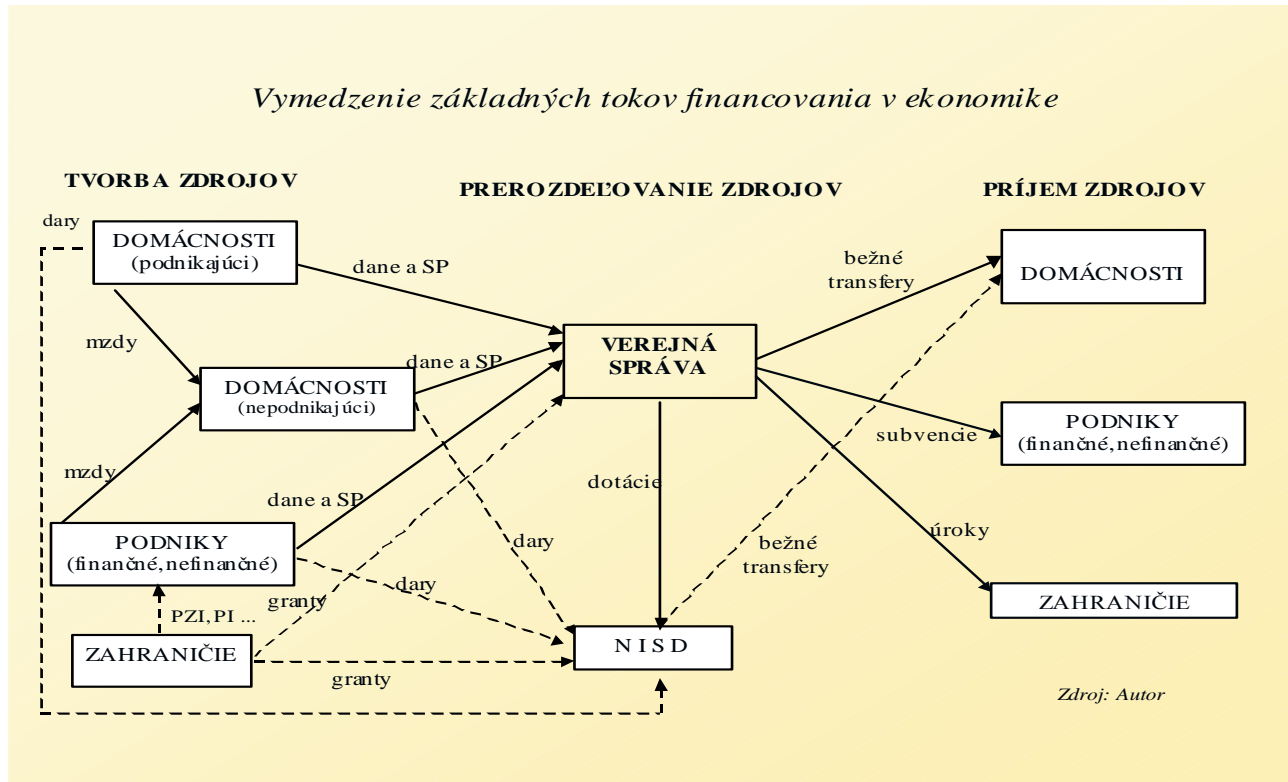 Vymedzenie základných tokov financovania v ekonomike
TVORBA ZDROJOV
PREROZDEĽOVANIE ZDROJOV
PRÍJEM ZDROJOV
dary
DOMÁCNOSTI
(podnikajúci)
dane a SP
bežné
transfery
DOMÁCNOSTI
mzdy
dane a SP
VEREJNÁ
SPRÁVA
DOMÁCNOSTI
(nepodnikajúci)
PODNIKY
(finančné, nefinančné)
subvencie
mzdy
dane a SP
dotácie
PODNIKY
(finančné, nefinančné)
dary
dary
bežné
transfery
úroky
PZI, PI ...
granty
ZAHRANIČIE
ZAHRANIČIE
granty
N I S D
Zdroj: Autor